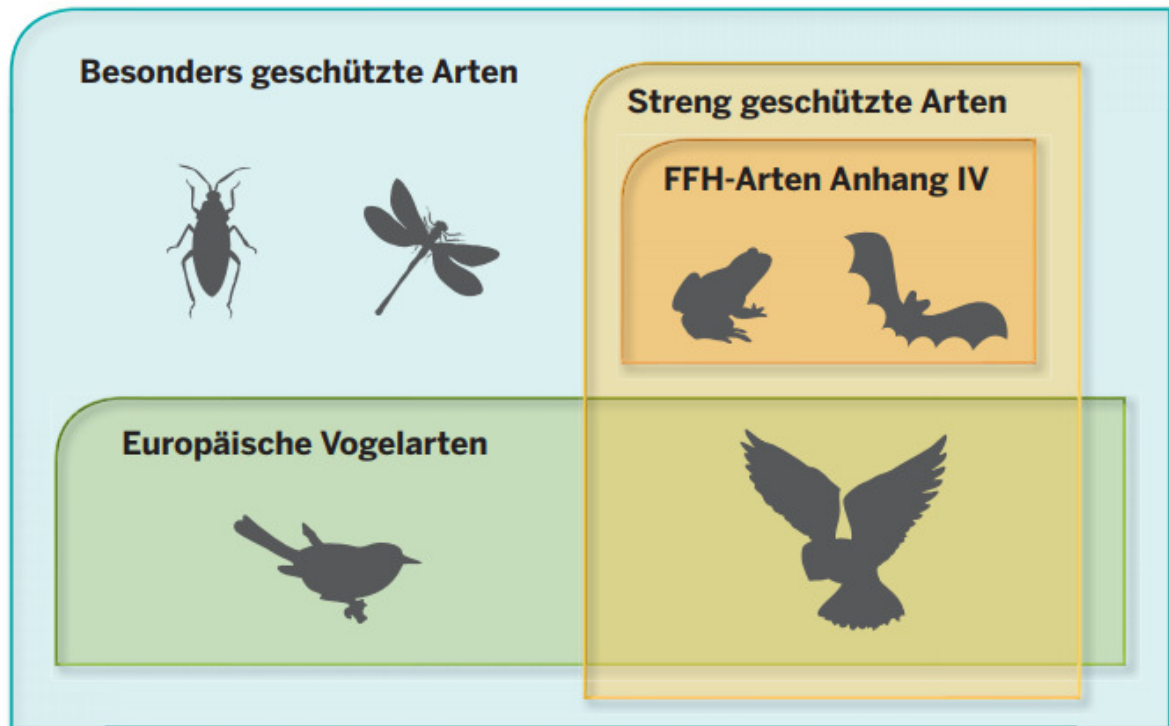 Besonders geschützte Arten
Streng geschützte Arten
FFH-Arten Anhang IV
Europäische Vogelarten